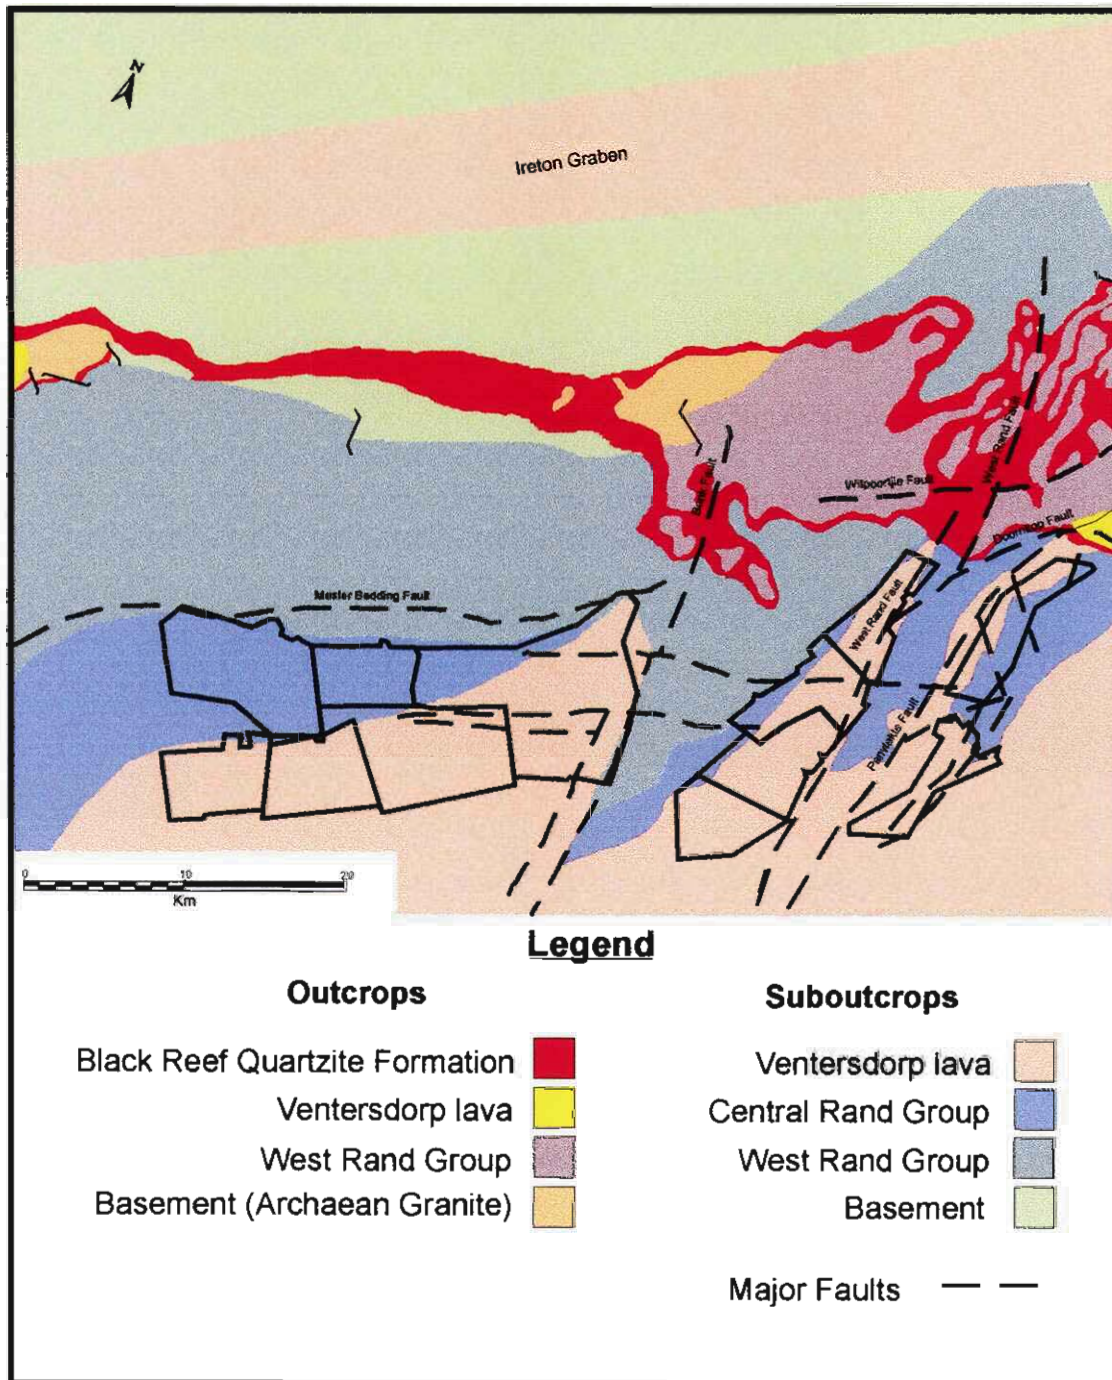 N
Ireton Graben
West Rand Fault
Bank Fault
Witpoortjie Fault
Doornkop Fault
Master Bedding Fault
West Rand Fault
Panvlakte Fault
0 10 20
Km
Legend
Outcrops
Black Reef Quartzite Formation
Ventersdorp lava
West Rand Group
Basement (Archaean Granite)
Suboutcrops
Ventersdorp lava
Central Rand Group
West Rand Group
Basement
Major Faults